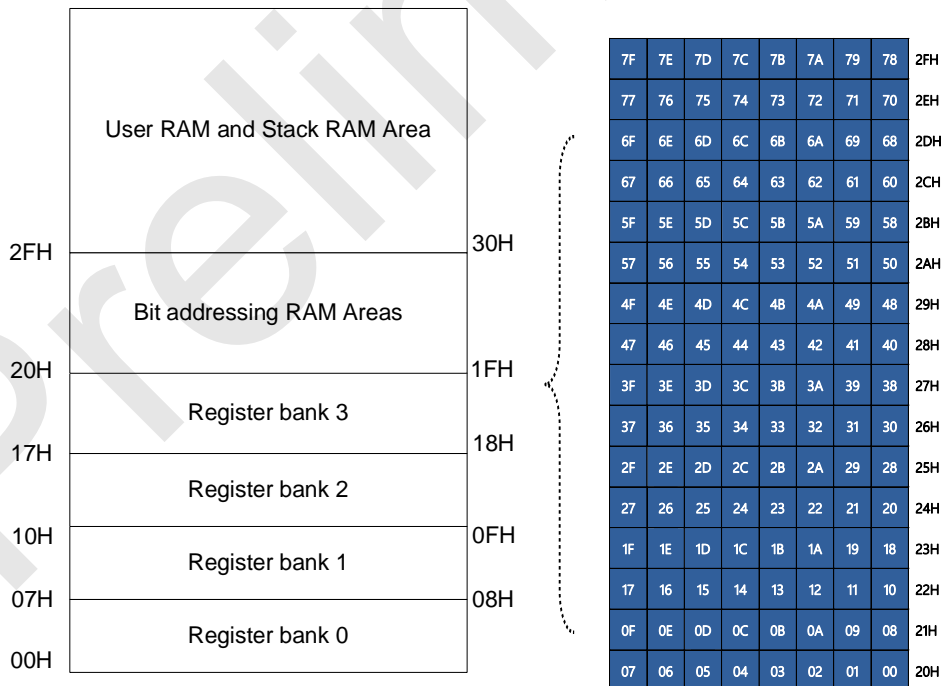 Prelim
User RAM and Stack RAM Area
2FH
30H
Bit addressing RAM Areas
20H
1FH
Register bank 3
17H
18H
Register bank 2
10H
0FH
Register bank 1
07H
08H
Register bank 0
00H
7F 7E 7D 7C 7B 7A 79 78 2FH
77 76 75 74 73 72 71 70 2EH
6F 6E 6D 6C 6B 6A 69 68 2DH
67 66 65 64 63 62 61 60 2CH
5F 5E 5D 5C 5B 5A 59 58 2BH
57 56 55 54 53 52 51 50 2AH
4F 4E 4D 4C 4B 4A 49 48 29H
47 46 45 44 43 42 41 40 28H
3F 3E 3D 3C 3B 3A 39 38 27H
37 36 35 34 33 32 31 30 26H
2F 2E 2D 2C 2B 2A 29 28 25H
27 26 25 24 23 22 21 20 24H
1F 1E 1D 1C 1B 1A 19 18 23H
17 16 15 14 13 12 11 10 22H
0F 0E 0D 0C 0B 0A 09 08 21H
07 06 05 04 03 02 01 00 20H